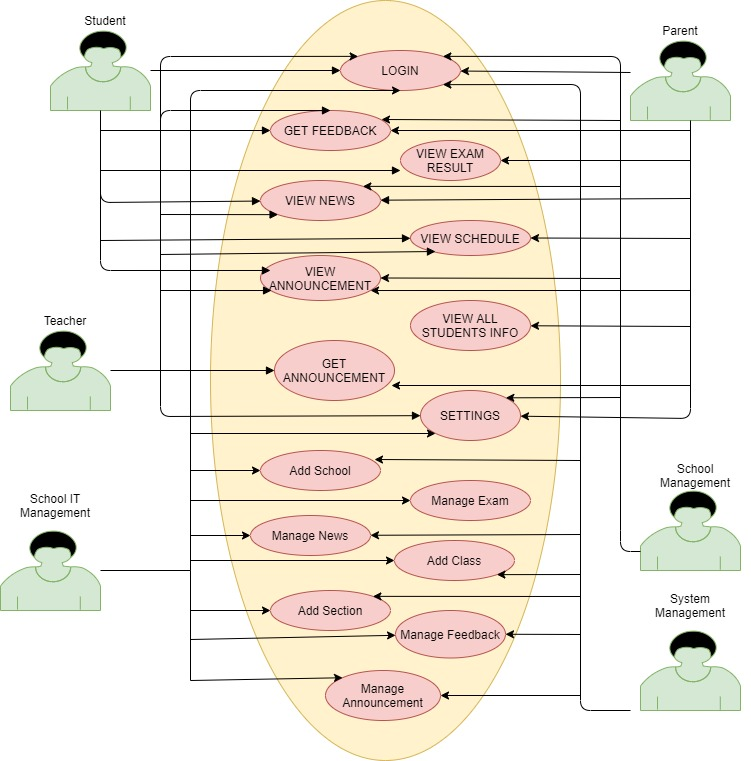 Student
Parent
LOGIN
GET FEEDBACK
VIEW EXAM
RESULT
VIEW NEWS
VIEW SCHEDULE
VIEW
ANNOUNCEMENT
VIEW ALL
STUDENTS INFO
Teacher
GET
ANNOUNCEMENT
SETTINGS
Add School
School
Management
School IT
Management
Manage Exam
Manage News
Add Class
Add Section
System
Management
Manage Feedback
Manage
Announcement